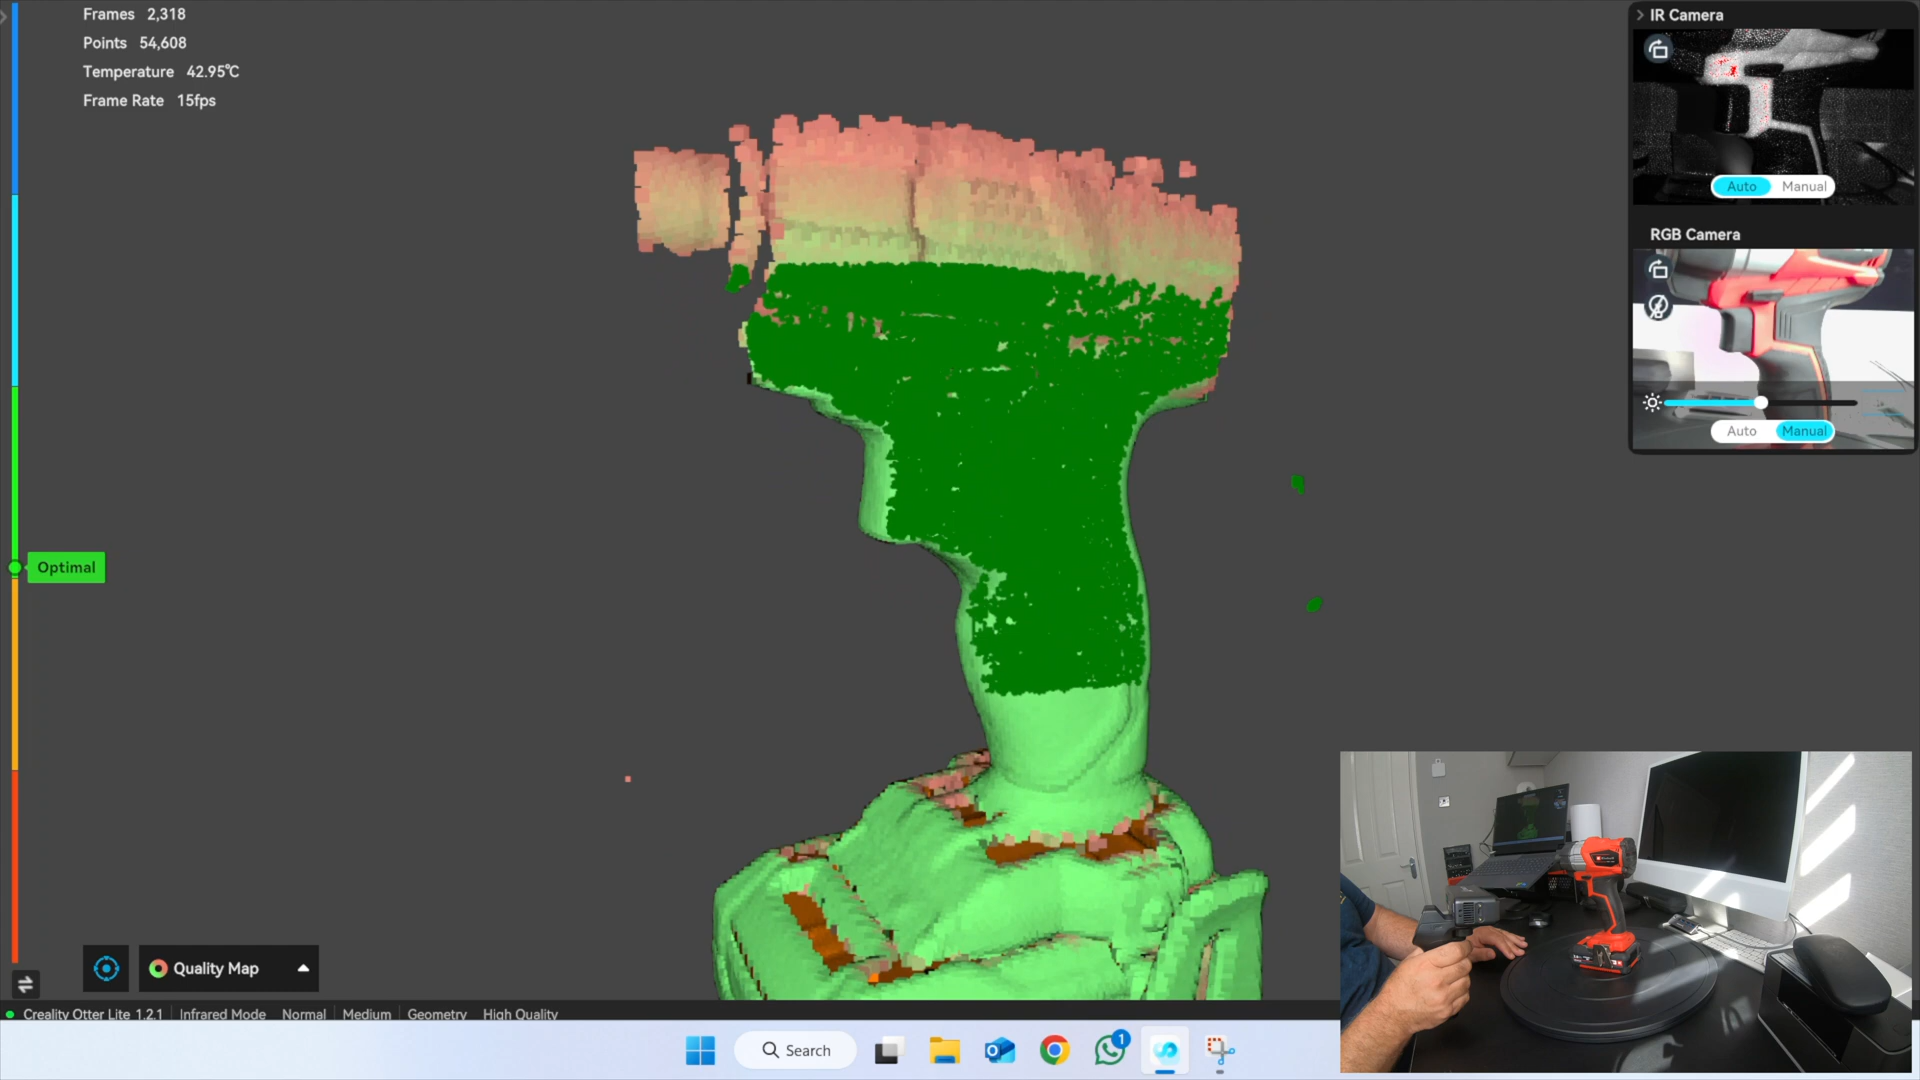 Frames 2,318
Points 54,608
Temperature 42.95℃
Frame Rate 15fps
IR Camera
Auto Manual
RGB Camera
Auto Manual
Optimal
Quality Map
Creality Otter Lite 1.2.1 Infrared Mode Normal Medium Geometry High Quality
Search
1